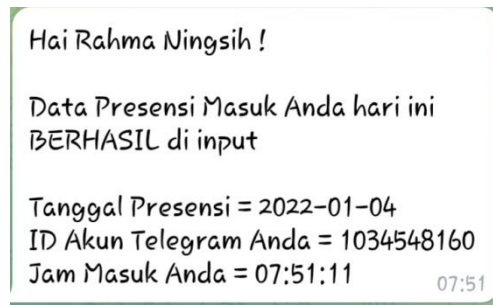 Hai Rahma Ningsih !
Data Presensi Masuk Anda hari ini
BERHASIL di input
Tanggal Presensi = 2022-01-04
ID Akun Telegram Anda = 1034548160
Jam Masuk Anda = 07:51:11
07:51